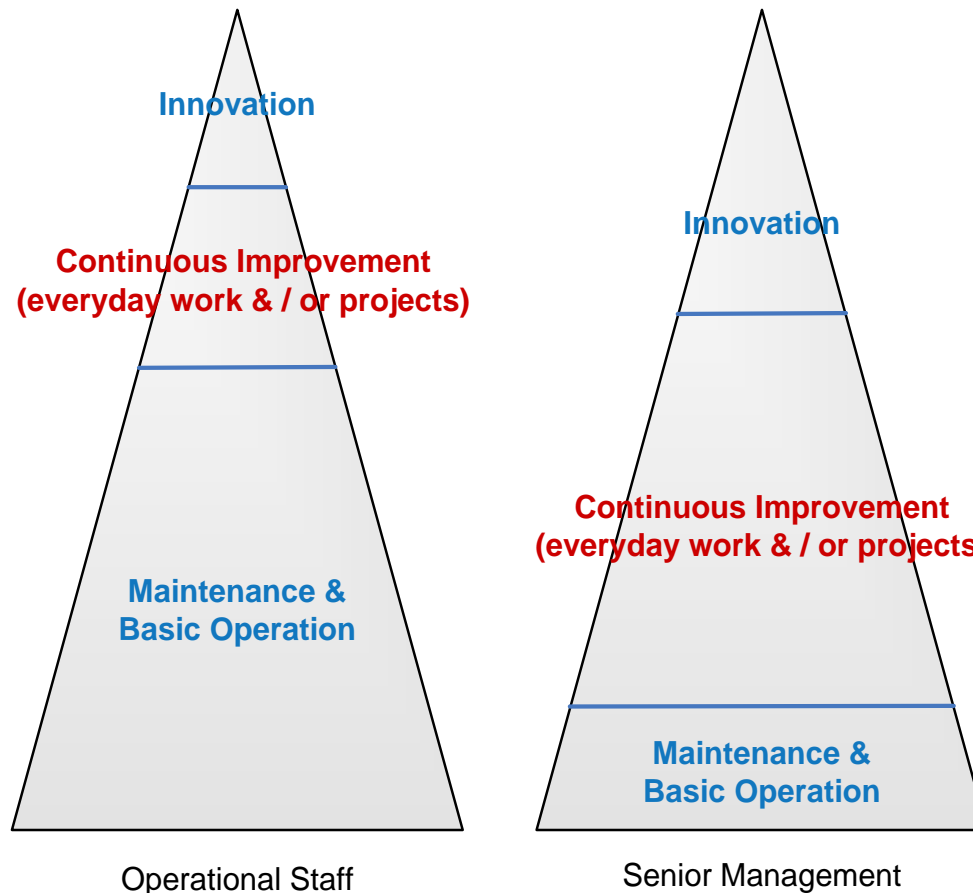 Innovation
Continuous Improvement
(everyday work & / or projects)
Maintenance &
Basic Operation
Operational Staff
Innovation
Continuous Improvement
(everyday work & / or projects
Maintenance &
Basic Operation
Senior Management